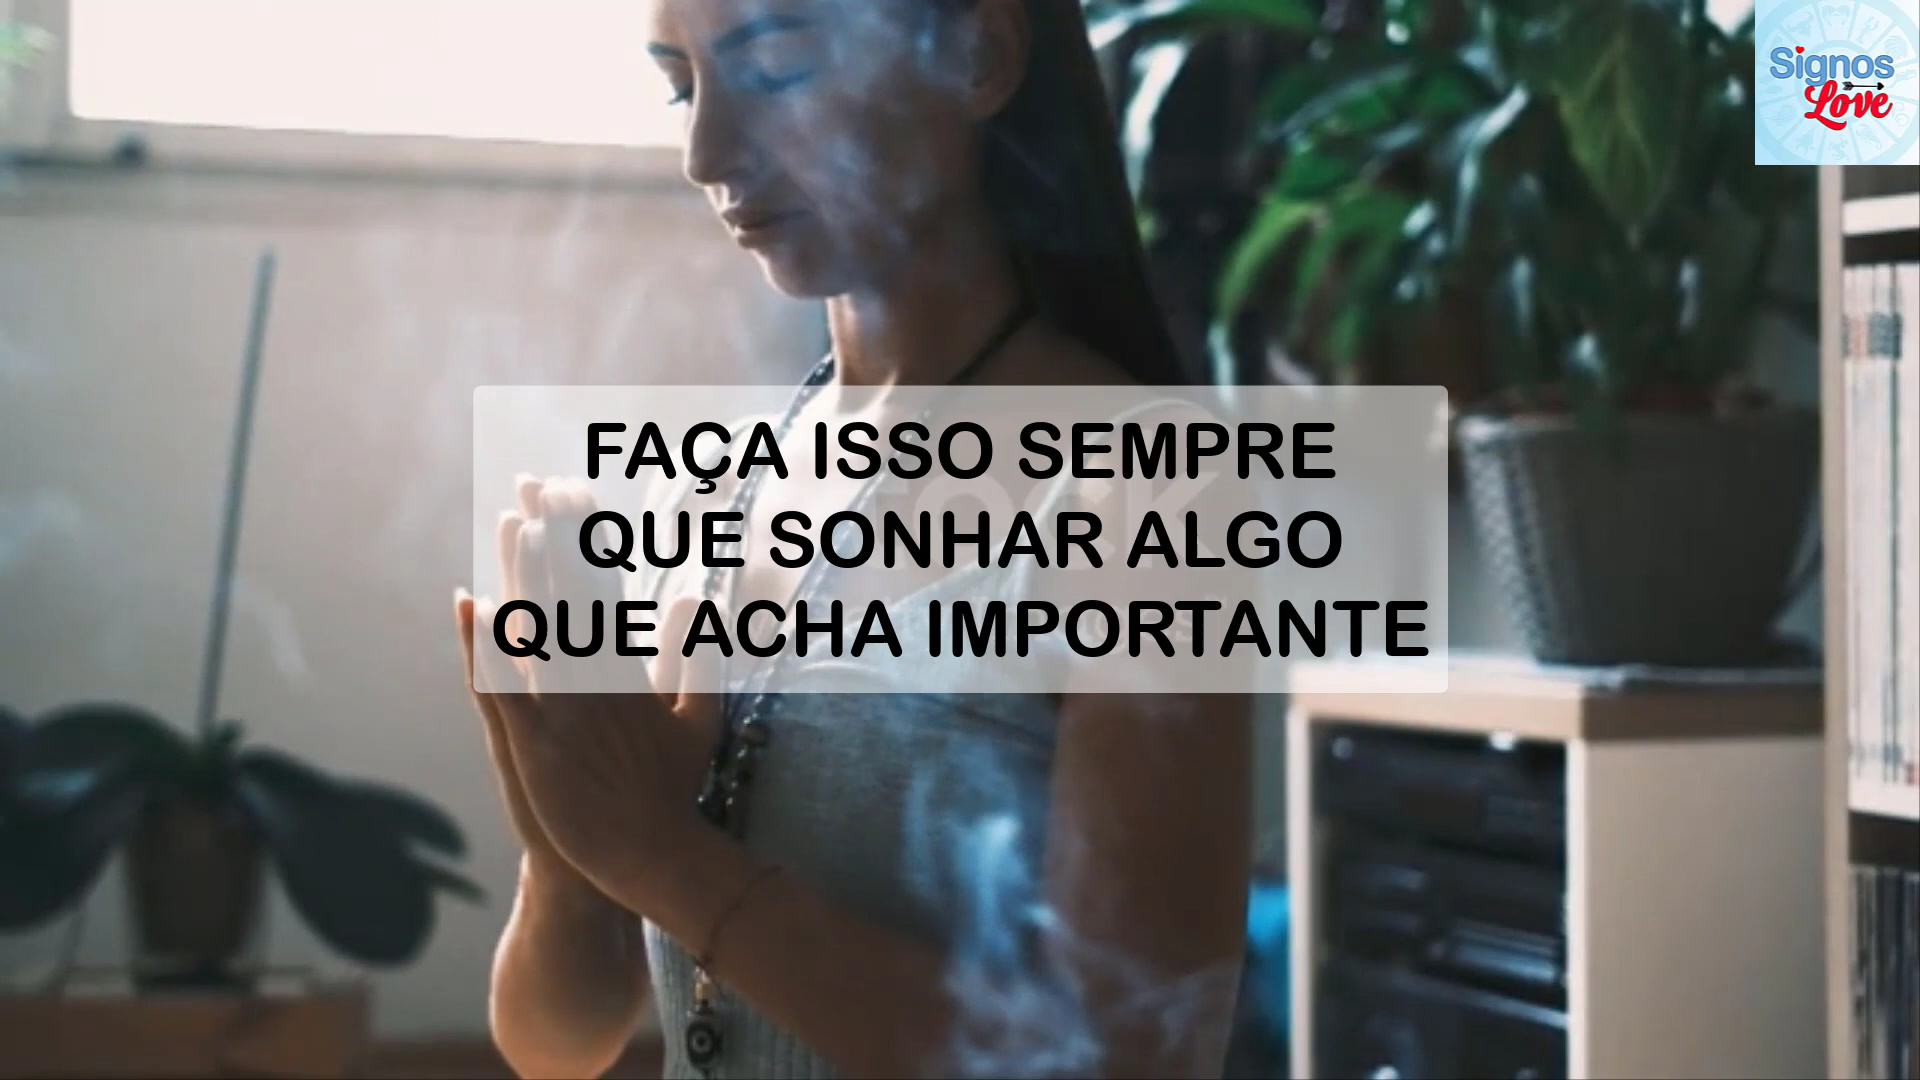 Signos
Love
FAÇA ISSO SEMPRE
QUE SONHAR ALGO
QUE ACHA IMPORTANTE